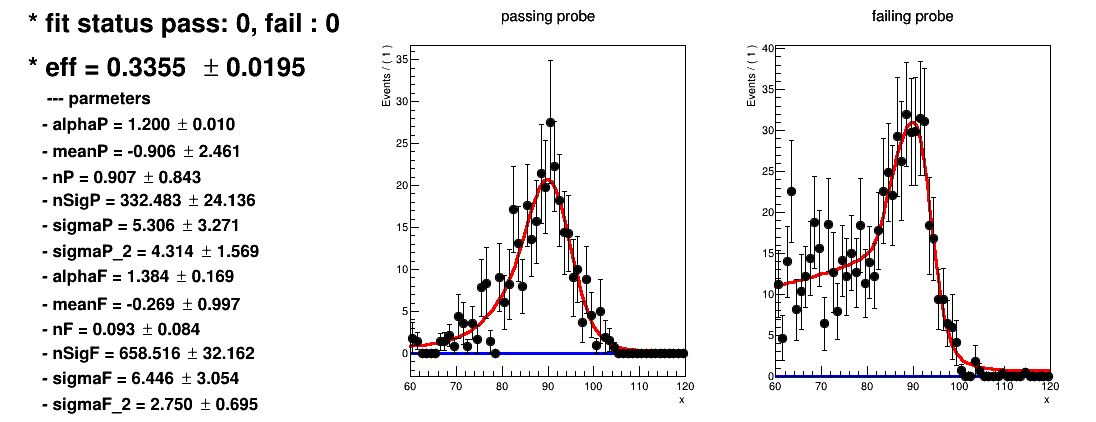 * fit status pass: 0, fail : 0
* eff = 0.3355 ± 0.0195
--- parmeters
- alphaP = 1.200 ± 0.010
- meanP = -0.906 ± 2.461
- nP = 0.907 ± 0.843
- nSigP = 332.483 ± 24.136
- sigmaP = 5.306 ± 3.271
- sigmaP_2 = 4.314 ± 1.569
- alphaF = 1.384 ± 0.169
- meanF = -0.269 ± 0.997
- nF = 0.093 ± 0.084
- nSigF = 658.516 ± 32.162
- sigmaF = 6.446 ± 3.054
- sigmaF_2 = 2.750 ± 0.695
passing probe
Events / ( 1 )
35
30
25
20
15
10
5
0
60 70 80 90 100 110 120
x
failing probe
Events / ( 1 )
40
35
30
25
20
15
10
5
0
60 70 80 90 100 110 120
x